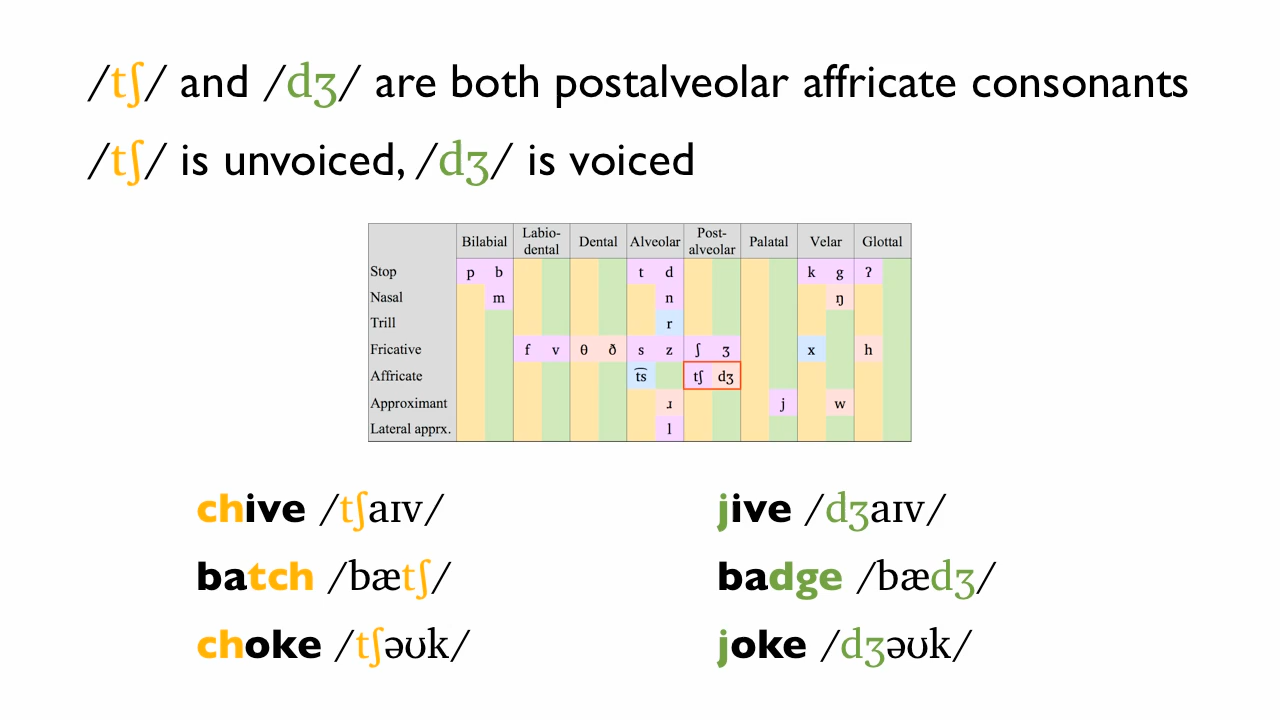 /tʃ/ and /dʒ/ are both postalveolar affricate consonants
/tʃ/ is unvoiced, /dʒ/ is voiced
Bilabial Labio-dental Dental Alveolar Post-alveolar Palatal Velar Glottal
Stop p b t d k g ʔ
Nasal m n ŋ
Trill r
Fricative f v θ ð s z ʃ ʒ x h
Affricate t͡s tʃ dʒ
Approximant ɹ j w
Lateral apprx. l
chive /tʃaɪv/ jive /dʒaɪv/
batch /bætʃ/ badge /bædʒ/
choke /tʃəʊk/ joke /dʒəʊk/